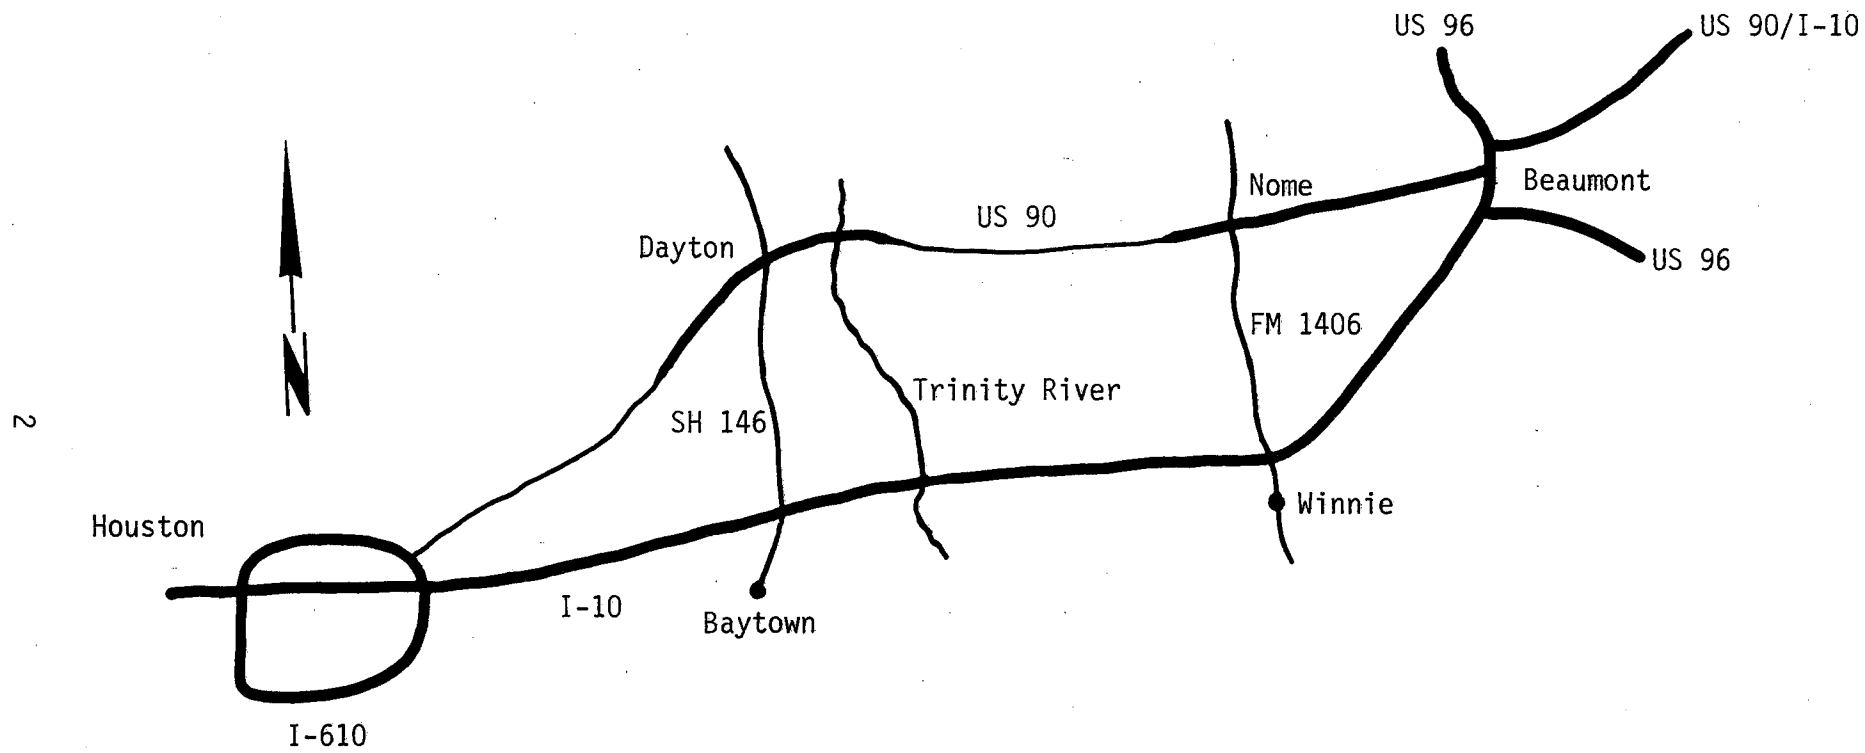 US 96
US 90/I-10
Nome
Beaumont
US 90
Dayton
US 96
FM 1406
Trinity River
SH 146
N
2
Winnie
Houston
I-10
Baytown
I-610